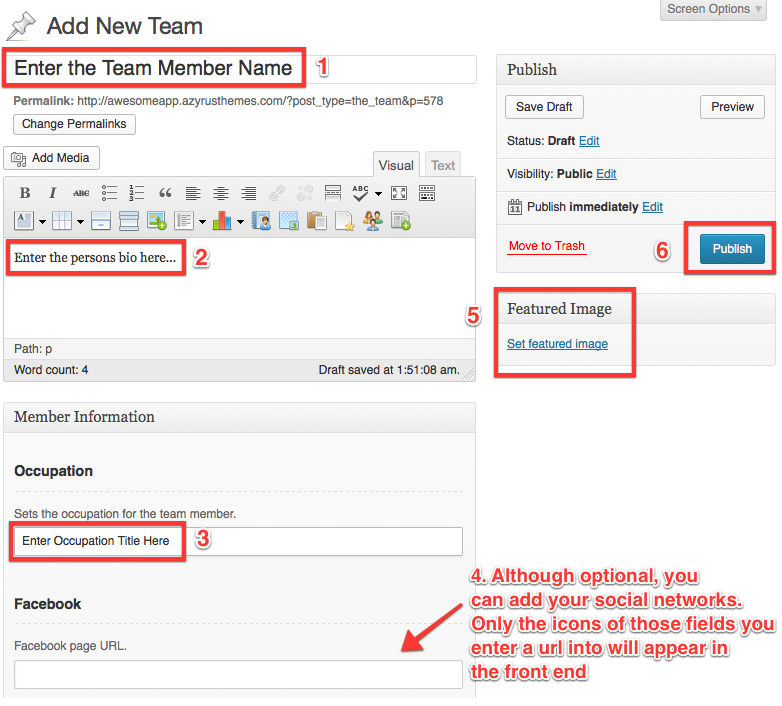 Screen Options
Add New Team
Enter the Team Member Name 1
Permalink: http://awesomeapp.azyrusthemes.com/?post_type=the_team&p=578
Change Permalinks
Add Media
Visual Text
B I ABC 1 2 3 “ ABC
A
Enter the persons bio here... 2
Path: p
Word count: 4 Draft saved at 1:51:08 am.
Publish
Save Draft Preview
Status: Draft Edit
Visibility: Public Edit
Publish immediately Edit
Move to Trash 6 Publish
5 Featured Image
Set featured image
Member Information
Occupation
Sets the occupation for the team member.
Enter Occupation Title Here 3
Facebook
Facebook page URL.
4. Although optional, you
can add your social networks.
Only the icons of those fields you
enter a url into will appear in
the front end